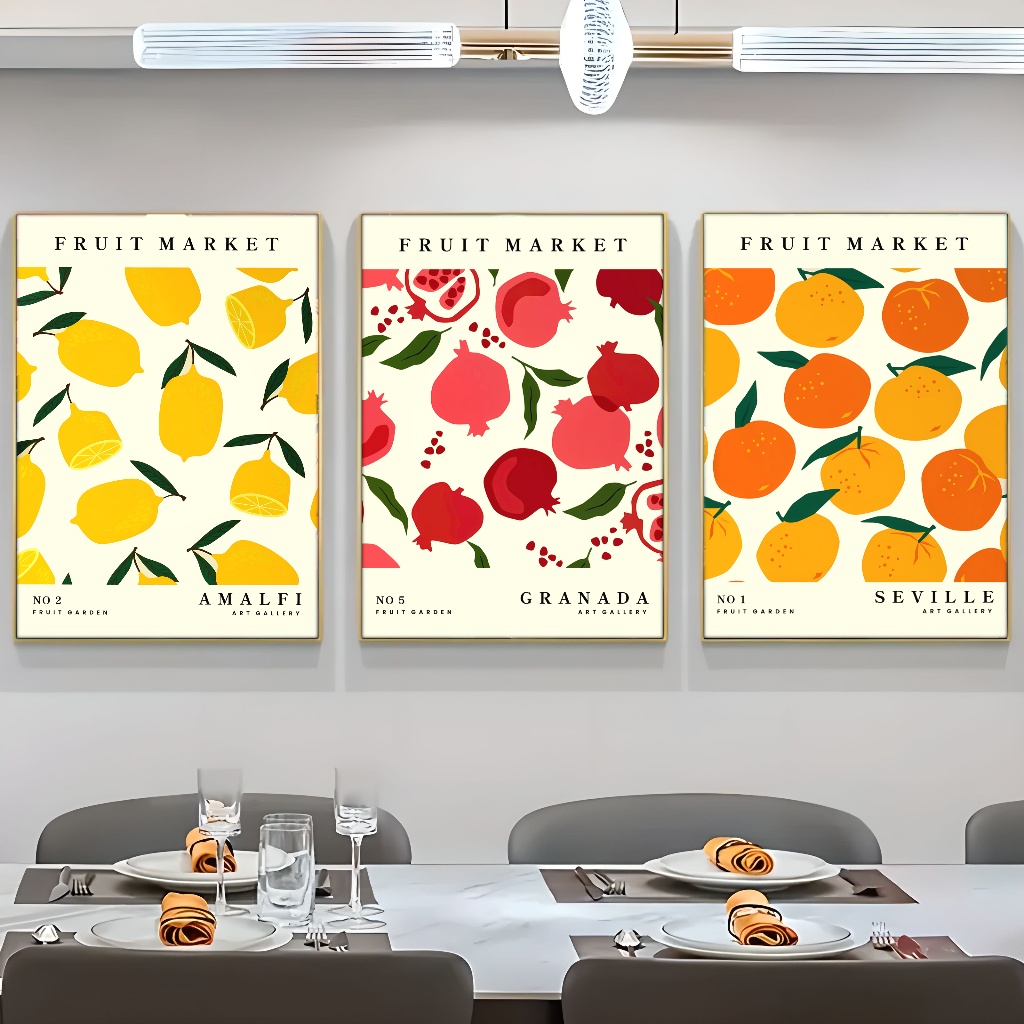 FRUIT MARKET
NO 2
AMALFI
FRUIT GARDEN
ART GALLERY
FRUIT MARKET
NO 5
GRANADA
FRUIT GARDEN
ART GALLERY
FRUIT MARKET
NO 1
SEVILLE
FRUIT GARDEN
ART GALLERY